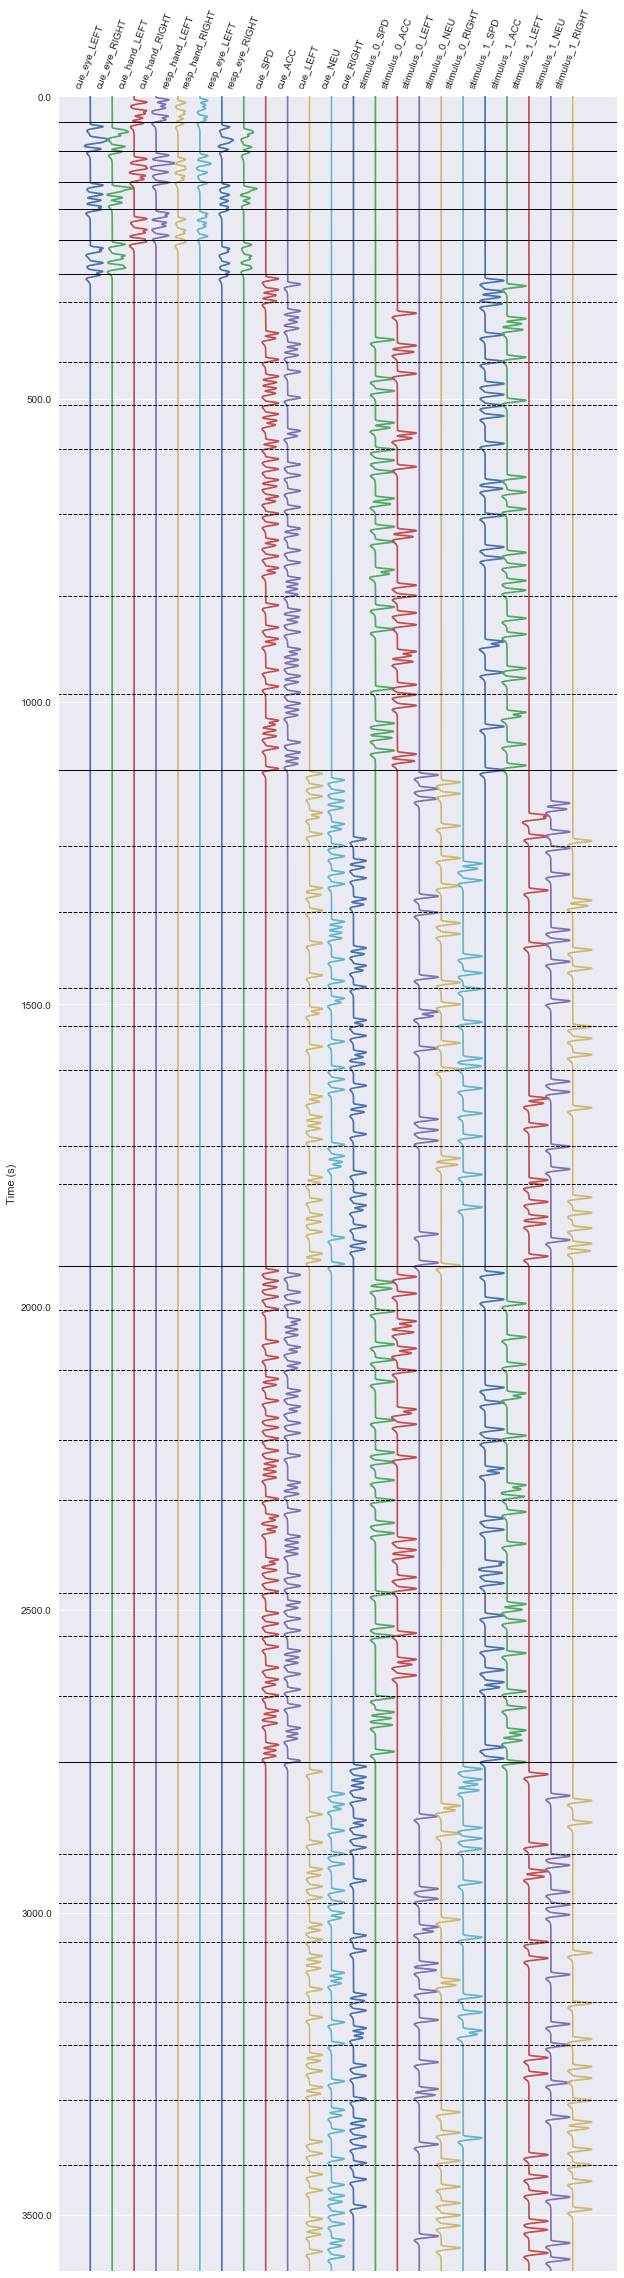 cue_eye_LEFT
cue_eye_RIGHT
cue_hand_LEFT
cue_hand_RIGHT
resp_hand_LEFT
resp_hand_RIGHT
resp_eye_LEFT
resp_eye_RIGHT
cue_SPD
cue_ACC
cue_LEFT
cue_NEU
cue_RIGHT
stimulus_0_SPD
stimulus_0_ACC
stimulus_0_LEFT
stimulus_0_NEU
stimulus_0_RIGHT
stimulus_1_SPD
stimulus_1_ACC
stimulus_1_LEFT
stimulus_1_NEU
stimulus_1_RIGHT
0.0
500.0
1000.0
1500.0
Time (s)
2000.0
2500.0
3000.0
3500.0